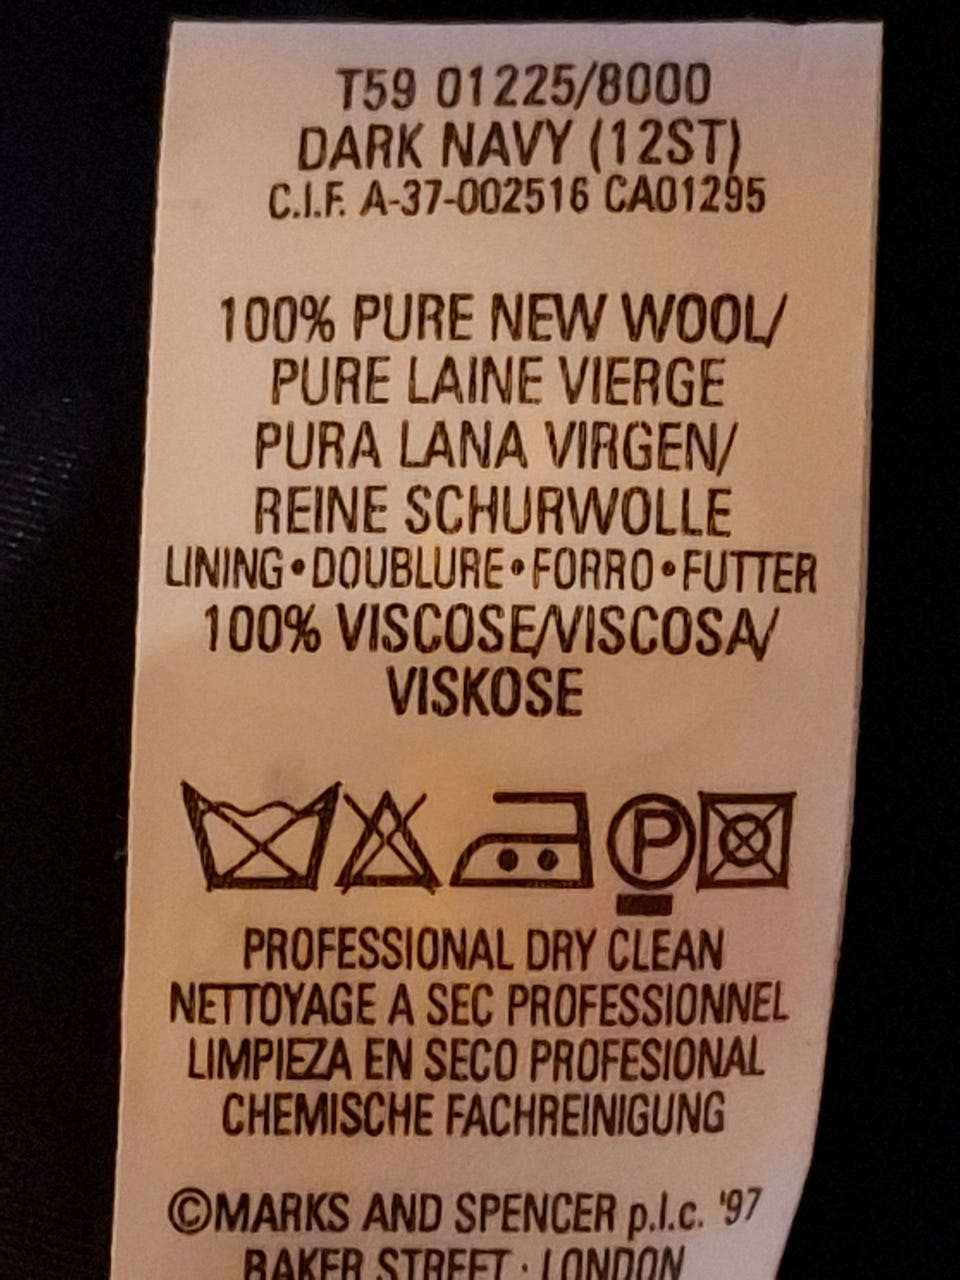 T59 01225/8000
DARK NAVY (12ST)
C.I.F. A-37-002516 CA01295
100% PURE NEW WOOL/
PURE LAINE VIERGE
PURA LANA VIRGEN/
REINE SCHURWOLLE
LINING•DOUBLURE•FORRO•FUTTER
100% VISCOSE/VISCOSA/
VISKOSE
P
PROFESSIONAL DRY CLEAN
NETTOYAGE A SEC PROFESSIONNEL
LIMPIEZA EN SECO PROFESIONAL
CHEMISCHE FACHREINIGUNG
©MARKS AND SPENCER p.l.c. '97
BAKER STREET · LONDON